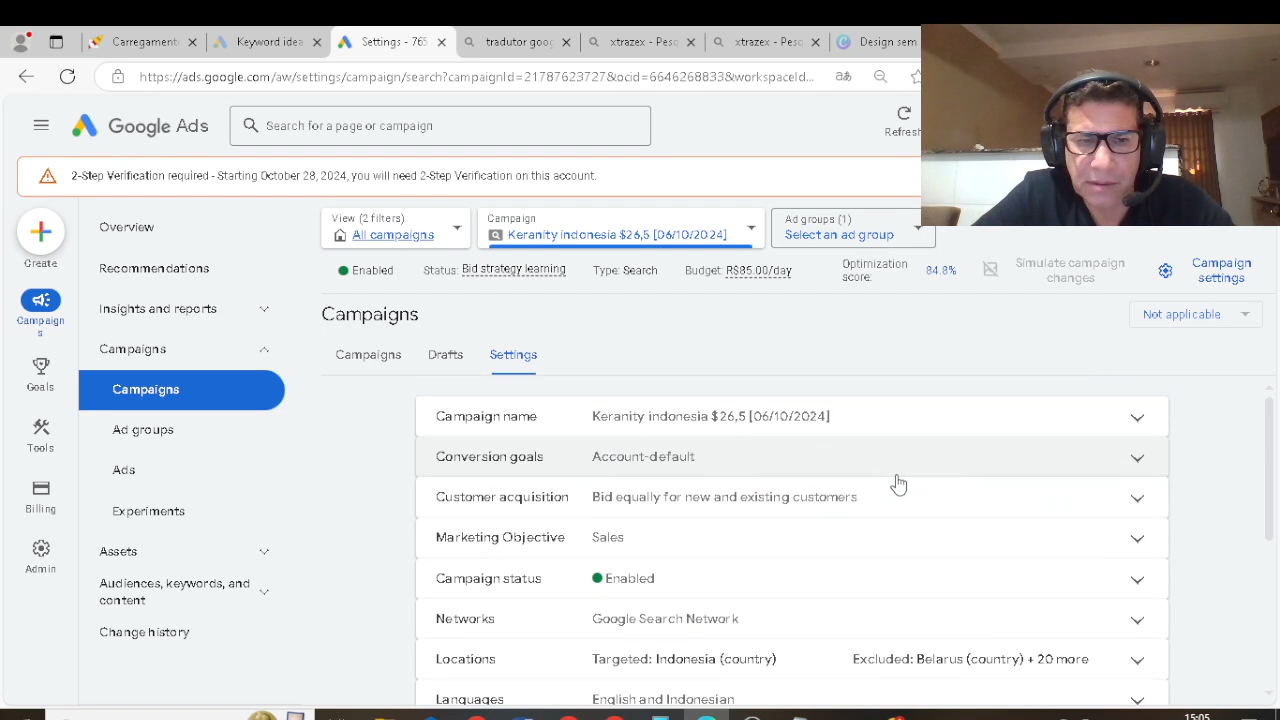 Carregament
Keyword idea
Settings - 765
tradutor goog
xtrazex - Pesq
xtrazex - Pesq
Design sem
https://ads.google.com/aw/settings/campaign/search?campaignId=21787623727&ocid=6646268833&workspaceId...
Google Ads
Search for a page or campaign
Refresh
2-Step Verification required - Starting October 28, 2024, you will need 2-Step Verification on this account.
Create
Campaign
s
Goals
Tools
Billing
Admin
Overview
Recommendations
Insights and reports
Campaigns
Campaigns
Ad groups
Ads
Experiments
Assets
Audiences, keywords, and
content
Change history
View (2 filters)
All campaigns
Campaign
Keranity indonesia $26,5 [06/10/2024]
Ad groups (1)
Select an ad group
Enabled
Status: Bid strategy learning
Type: Search
Budget: R$85.00/day
Optimization
score:
84.8%
Simulate campaign
changes
Campaign
settings
Campaigns
Not applicable
Campaigns
Drafts
Settings
Campaign name
Keranity indonesia $26,5 [06/10/2024]
Conversion goals
Account-default
Customer acquisition
Bid equally for new and existing customers
Marketing Objective
Sales
Campaign status
Enabled
Networks
Google Search Network
Locations
Targeted: Indonesia (country)
Excluded: Belarus (country) + 20 more
Languages
English and Indonesian
15:05